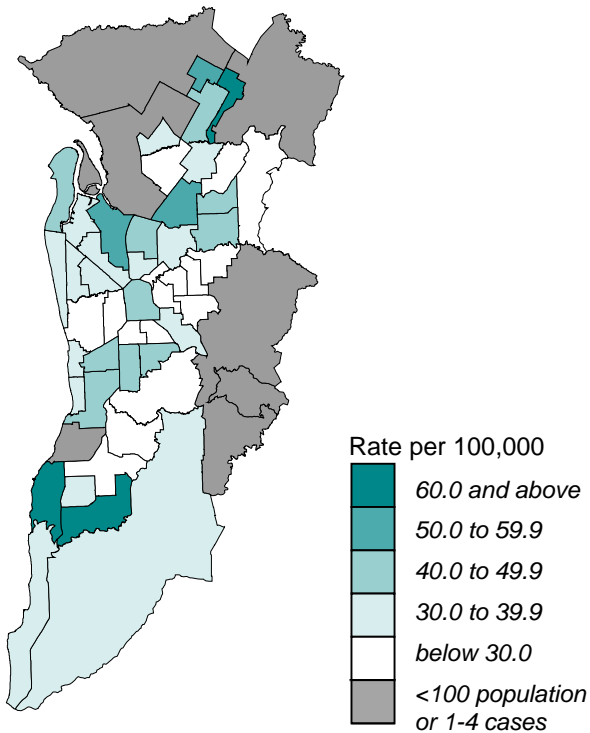 Rate per 100,000
60.0 and above
50.0 to 59.9
40.0 to 49.9
30.0 to 39.9
below 30.0
<100 population
or 1-4 cases